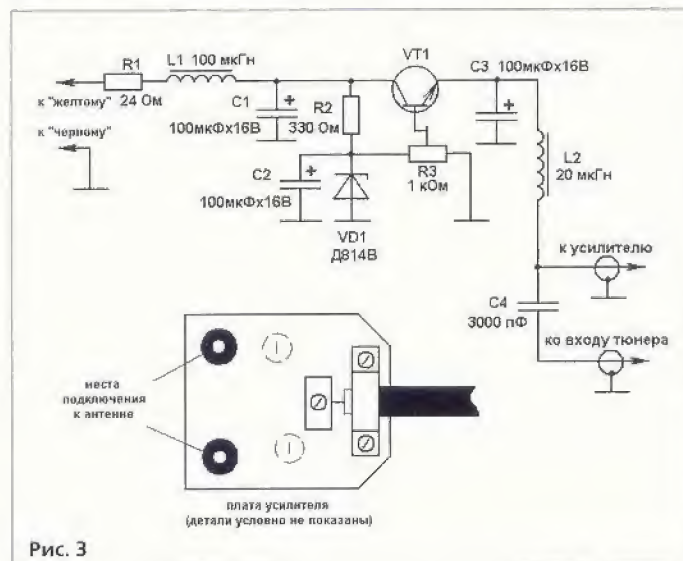 R1
24 Ом
L1 100 мкГн
VT1
C3 100мкФх16В
к "желтому"
к "черному"
C1
100мкФх16В
R2
330 Ом
R3
1 кОм
C2
100мкФх16В
VD1
Д814В
L2
20 мкГн
к усилителю
C4
3000 пФ
ко входу тюнера
места
подключения
к антенне
плата усилителя
(детали условно не показаны)
Рис. 3